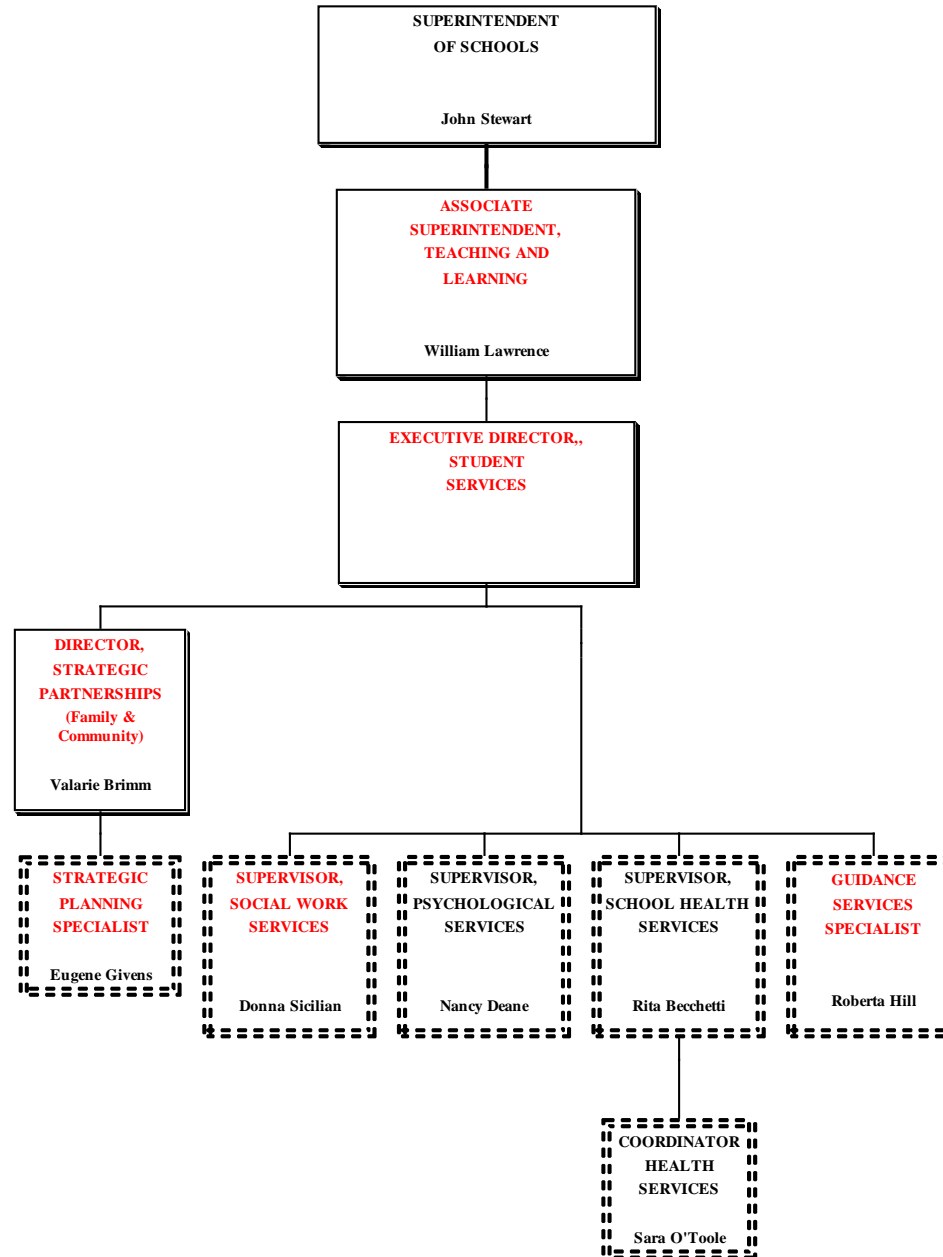 SUPERINTENDENT
OF SCHOOLS
John Stewart
ASSOCIATE
SUPERINTENDENT,
TEACHING AND
LEARNING
William Lawrence
EXECUTIVE DIRECTOR,,
STUDENT
SERVICES
DIRECTOR,
STRATEGIC
PARTNERSHIPS
(Family &
Community)
Valarie Brimm
STRATEGIC
PLANNING
SPECIALIST
Eugene Givens
SUPERVISOR,
SOCIAL WORK
SERVICES
Donna Sicilian
SUPERVISOR,
PSYCHOLOGICAL
SERVICES
Nancy Deane
SUPERVISOR,
SCHOOL HEALTH
SERVICES
Rita Becchetti
GUIDANCE
SERVICES
SPECIALIST
Roberta Hill
COORDINATOR
HEALTH
SERVICES
Sara O'Toole